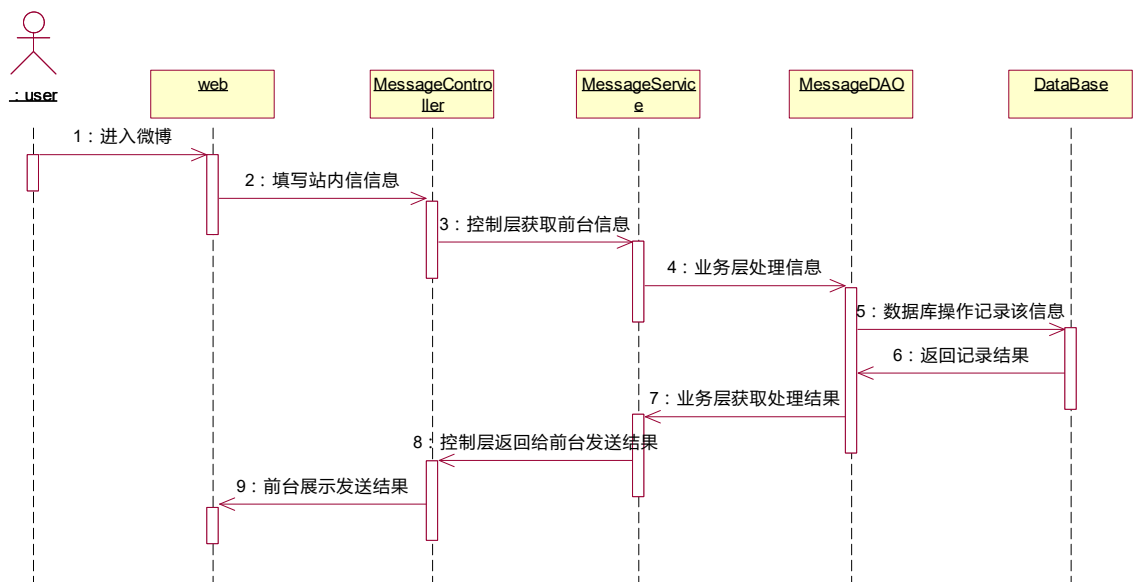 : user
web
MessageContro
ller
MessageServic
e
MessageDAO
DataBase
1：进入微博
2：填写站内信信息
3：控制层获取前台信息
4：业务层处理信息
5：数据库操作记录该信息
6：返回记录结果
7：业务层获取处理结果
8：控制层返回给前台发送结果
9：前台展示发送结果